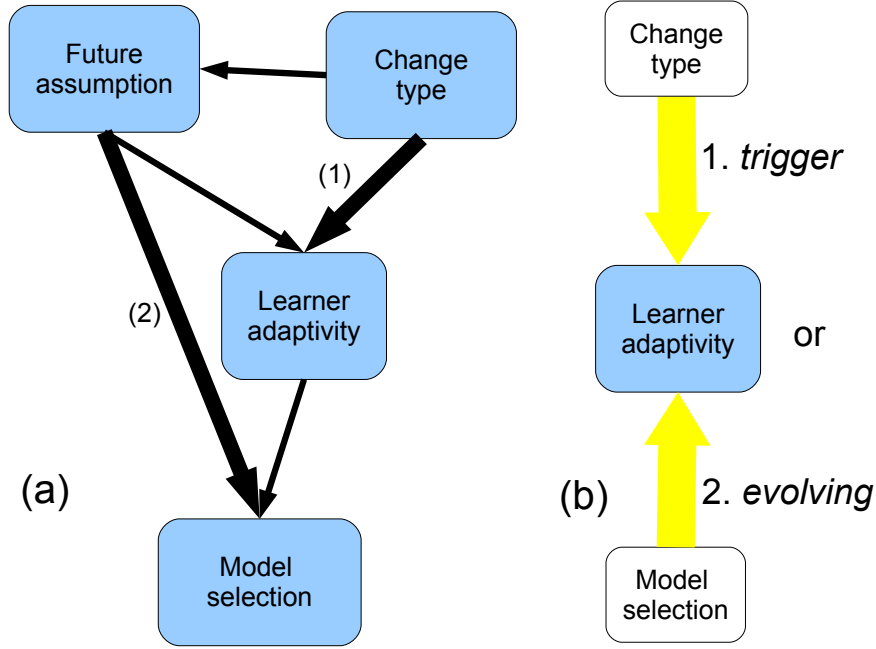 Future
assumption
Change
type
(1)
Learner
adaptivity
(2)
(a)
Model
selection
Change
type
1. trigger
Learner
adaptivity
or
(b)
2. evolving
Model
selection